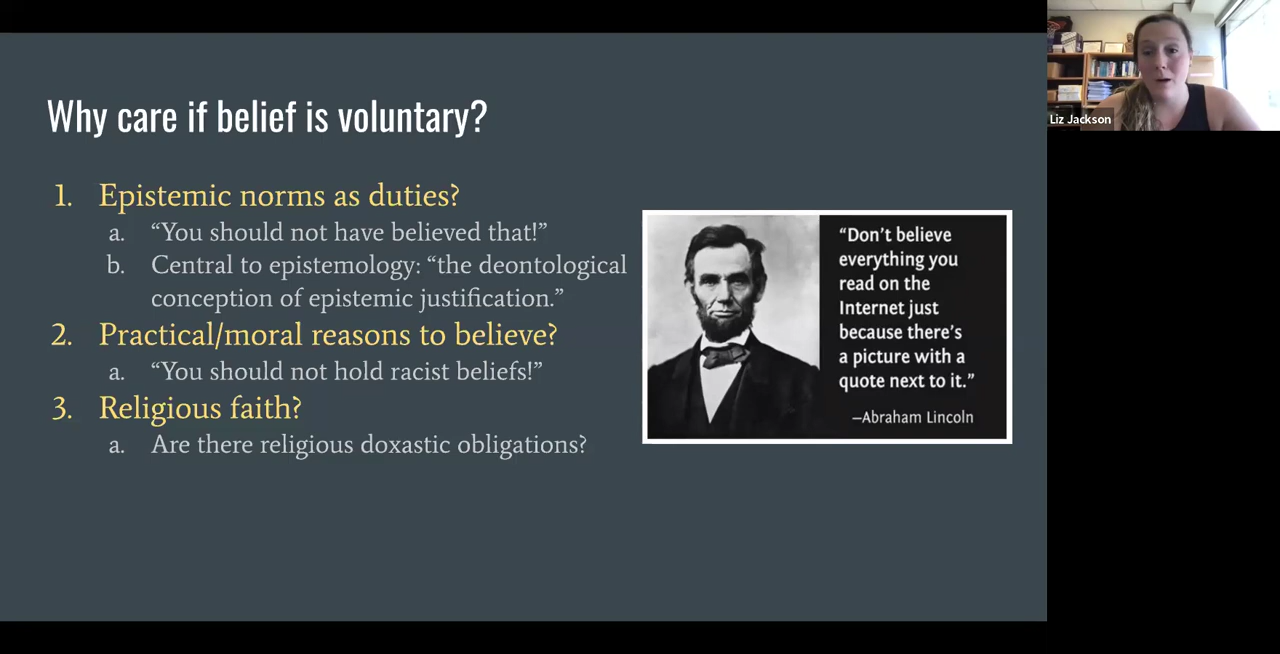 Why care if belief is voluntary?
1. Epistemic norms as duties?
a. “You should not have believed that!”
b. Central to epistemology: “the deontological
conception of epistemic justification.”
2. Practical/moral reasons to believe?
a. “You should not hold racist beliefs!”
3. Religious faith?
a. Are there religious doxastic obligations?
“Don’t believe
everything you
read on the
Internet just
because there’s
a picture with a
quote next to it.”
—Abraham Lincoln
Liz Jackson